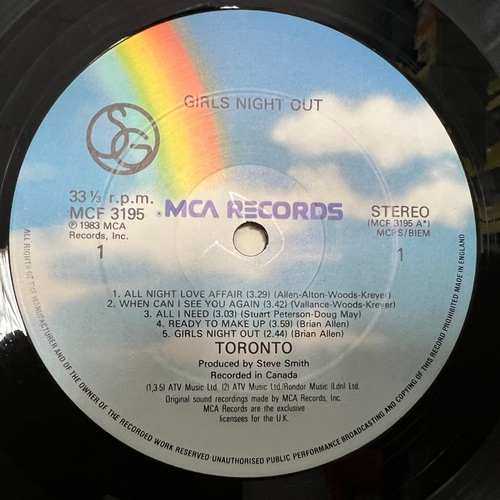 GIRLS NIGHT OUT
SG
33⅓ r.p.m.
MCF 3195
℗ 1983 MCA
Records, Inc.
1
MCA RECORDS
STEREO
(MCF 3195 A*)
MCPS/BIEM
1
1. ALL NIGHT LOVE AFFAIR (3.29) (Allen-Alton-Woods-Kreyer)
2. WHEN CAN I SEE YOU AGAIN (3.42) (Vallance-Woods-Kreyer)
3. ALL I NEED (3.03) (Stuart Peterson-Doug May)
4. READY TO MAKE UP (3.59) (Brian Allen)
5. GIRLS NIGHT OUT (2.44) (Brian Allen)
TORONTO
Produced by Steve Smith
Recorded in Canada
(1,3-5) ATV Music Ltd. (2) ATV Music Ltd/Rondor Music (Ldn) Ltd.
Original sound recordings made by MCA Records, Inc.
MCA Records are the exclusive
licensees for the U.K.
ALL RIGHTS OF THE MANUFACTURER AND OF THE OWNER OF THE RECORDED WORK RESERVED UNAUTHORISED PUBLIC PERFORMANCE BROADCASTING AND COPYING OF THIS RECORD PROHIBITED MADE IN ENGLAND